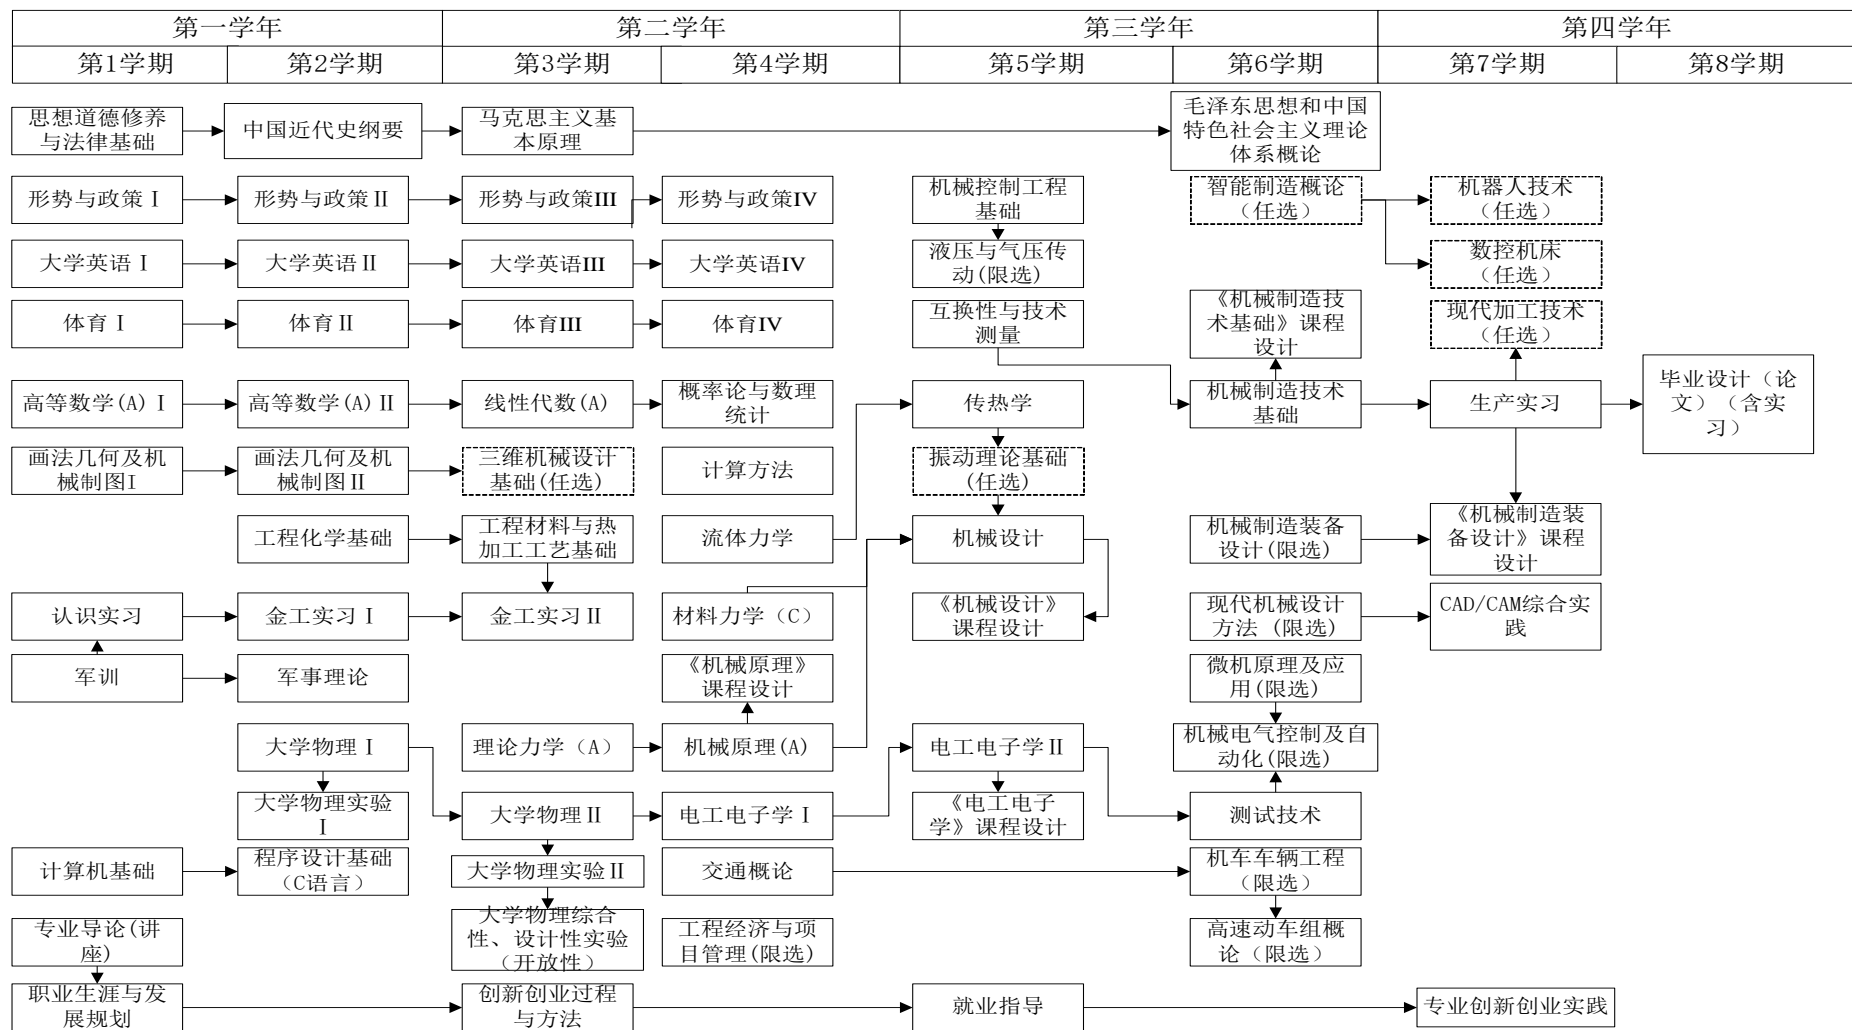 第一学年
第二学年
第三学年
第四学年
第1学期
第2学期
第3学期
第4学期
第5学期
第6学期
第7学期
第8学期
思想道德修养
与法律基础
中国近代史纲要
马克思主义基
本原理
毛泽东思想和中国
特色社会主义理论
体系概论
形势与政策Ⅰ
形势与政策Ⅱ
形势与政策III
形势与政策IV
机械控制工程
基础
智能制造概论
（任选）
机器人技术
（任选）
大学英语Ⅰ
大学英语Ⅱ
大学英语III
大学英语IV
液压与气压传
动(限选)
数控机床
（任选）
体育Ⅰ
体育Ⅱ
体育III
体育IV
互换性与技术
测量
《机械制造技
术基础》课程
设计
现代加工技术
（任选）
高等数学(A)Ⅰ
高等数学(A)Ⅱ
线性代数(A)
概率论与数理
统计
传热学
机械制造技术
基础
生产实习
毕业设计（论
文）（含实
习）
画法几何及机
械制图I
画法几何及机
械制图Ⅱ
三维机械设计
基础(任选)
计算方法
振动理论基础
(任选)
工程化学基础
工程材料与热
加工工艺基础
流体力学
机械设计
机械制造装备
设计(限选)
《机械制造装
备设计》课程
设计
认识实习
金工实习Ⅰ
金工实习Ⅱ
材料力学（C）
《机械设计》
课程设计
现代机械设计
方法 (限选)
CAD/CAM综合实
践
军训
军事理论
《机械原理》
课程设计
微机原理及应
用(限选)
大学物理Ⅰ
理论力学（A）
机械原理(A)
电工电子学Ⅱ
机械电气控制及自
动化(限选)
大学物理实验
Ⅰ
大学物理Ⅱ
电工电子学Ⅰ
《电工电子
学》课程设计
测试技术
计算机基础
程序设计基础
（C语言）
大学物理实验Ⅱ
交通概论
机车车辆工程
（限选）
专业导论(讲
座)
大学物理综合
性、设计性实验
（开放性）
工程经济与项
目管理(限选)
高速动车组概
论（限选）
职业生涯与发
展规划
创新创业过程
与方法
就业指导
专业创新创业实践